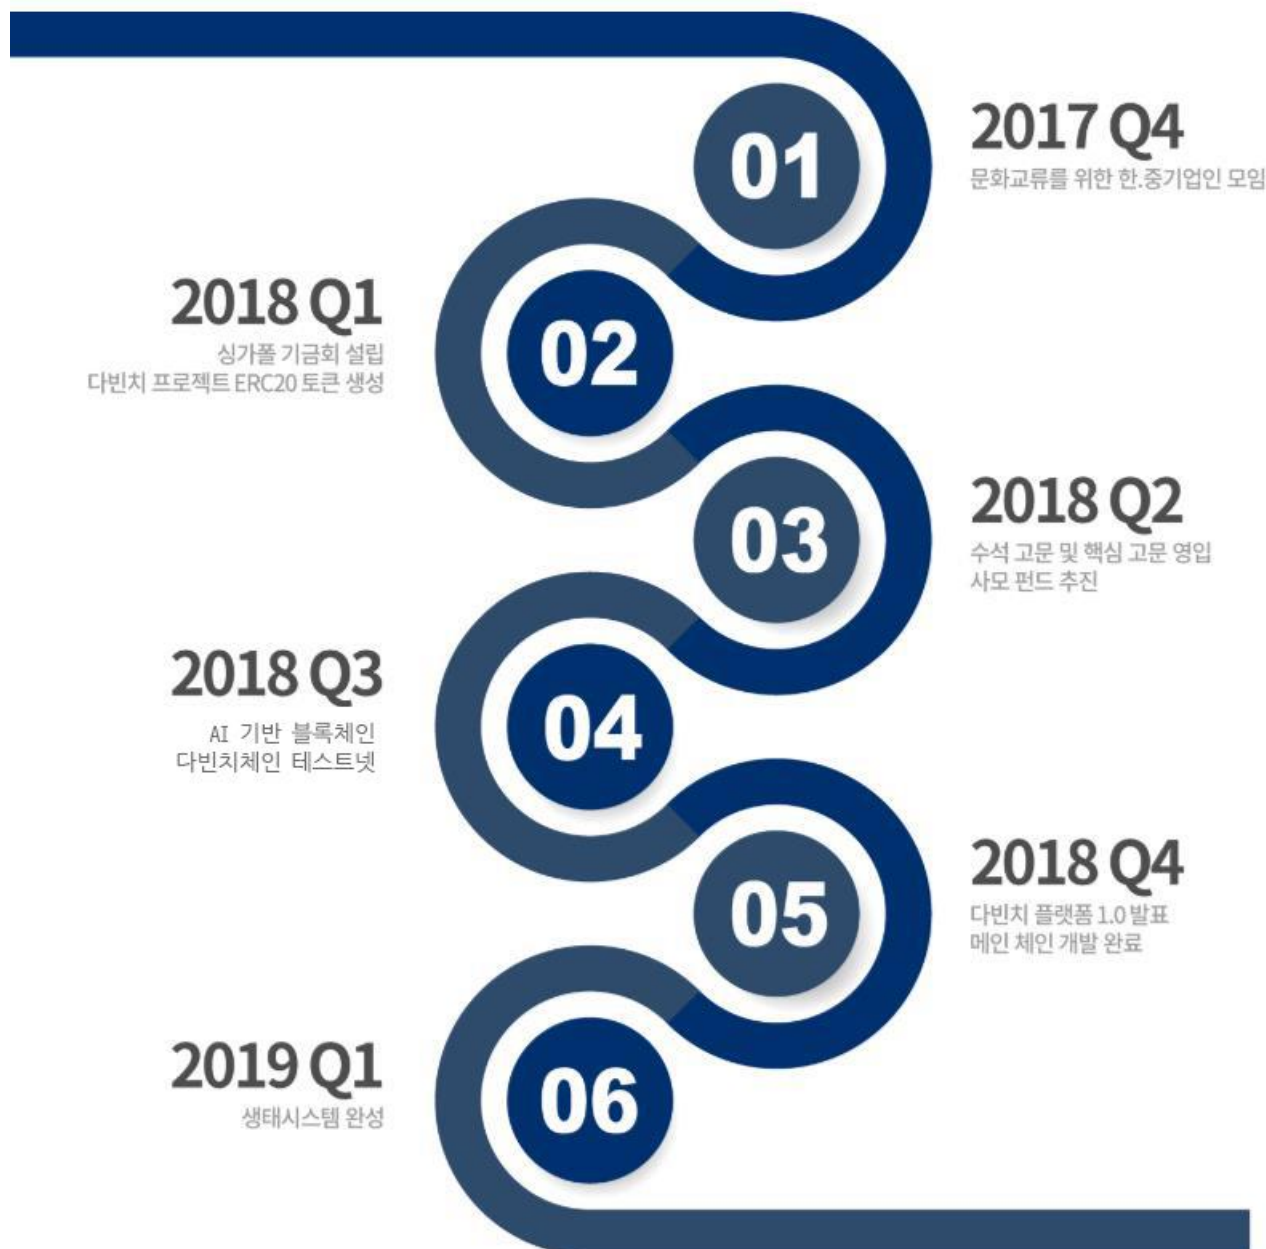 01
2017 Q4
문화교류를 위한 한.중기업인 모임
2018 Q1
싱가폴 기금회 설립
다빈치 프로젝트 ERC20 토큰 생성
02
03
2018 Q2
수석 고문 및 핵심 고문 영입
사모 펀드 추진
2018 Q3
AI 기반 블록체인
다빈치체인 테스트넷
04
05
2018 Q4
다빈치 플랫폼 1.0 발표
메인 체인 개발 완료
2019 Q1
생태시스템 완성
06